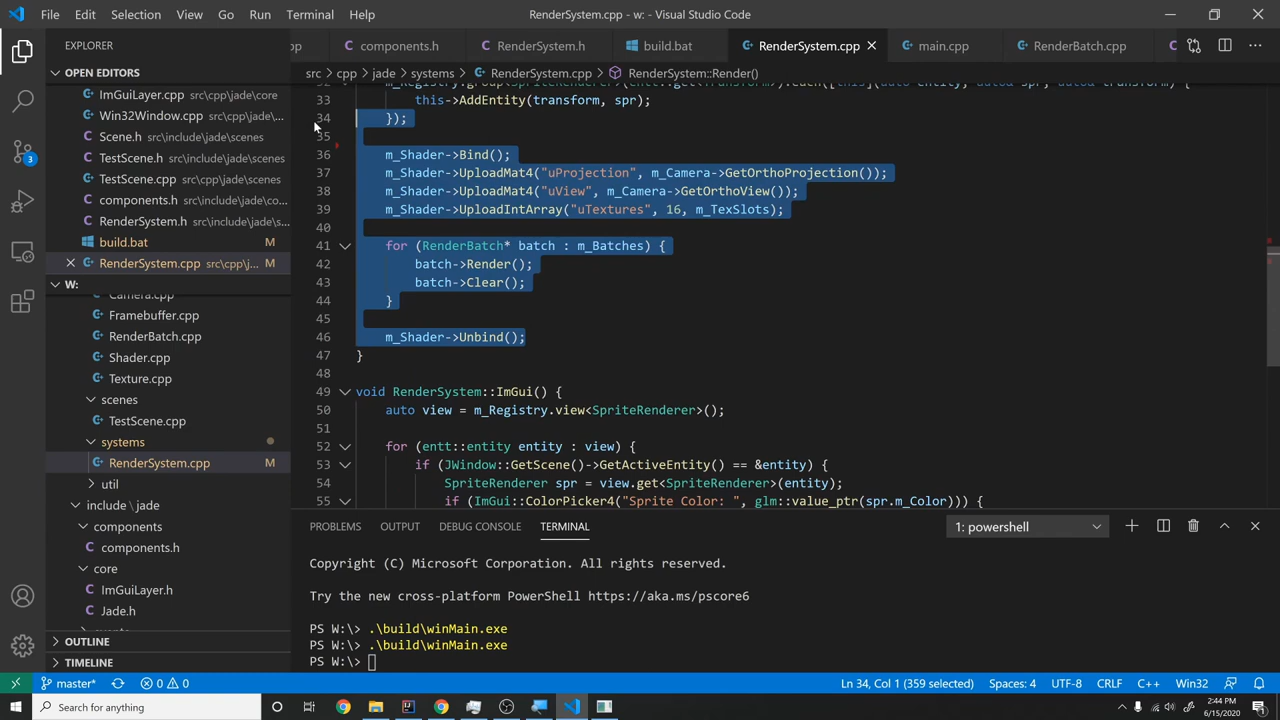 File Edit Selection View Go Run Terminal Help
RenderSystem.cpp - w: - Visual Studio Code
EXPLORER
pp components.h RenderSystem.h build.bat RenderSystem.cpp main.cpp RenderBatch.cpp
OPEN EDITORS
src > cpp > jade > systems > RenderSystem.cpp > RenderSystem::Render()
ImGuiLayer.cpp src\cpp\jade\core
Win32Window.cpp src\cpp\jade\...
Scene.h src\include\jade\scenes
TestScene.h src\include\jade\scenes
TestScene.cpp src\cpp\jade\scenes
components.h src\include\jade\co...
RenderSystem.h src\include\jade\s...
build.bat M
RenderSystem.cpp src\cpp\j... M
W:
Camera.cpp
Framebuffer.cpp
RenderBatch.cpp
Shader.cpp
Texture.cpp
scenes
TestScene.cpp
systems
RenderSystem.cpp M
util
include \ jade
components
components.h
core
ImGuiLayer.h
Jade.h
OUTLINE
TIMELINE
33 this->AddEntity(transform, spr);
34 });
35
36 m_Shader->Bind();
37 m_Shader->UploadMat4("uProjection", m_Camera->GetOrthoProjection());
38 m_Shader->UploadMat4("uView", m_Camera->GetOrthoView());
39 m_Shader->UploadIntArray("uTextures", 16, m_TexSlots);
40
41 for (RenderBatch* batch : m_Batches) {
42 batch->Render();
43 batch->Clear();
44 }
45
46 m_Shader->Unbind();
47 }
48
49 void RenderSystem::ImGui() {
50 auto view = m_Registry.view<SpriteRenderer>();
51
52 for (entt::entity entity : view) {
53 if (JWindow::GetScene()->GetActiveEntity() == &entity) {
54 SpriteRenderer spr = view.get<SpriteRenderer>(entity);
55 if (ImGui::ColorPicker4("Sprite Color: ", glm::value_ptr(spr.m_Color))) {
PROBLEMS OUTPUT DEBUG CONSOLE TERMINAL 1: powershell
Copyright (C) Microsoft Corporation. All rights reserved.
Try the new cross-platform PowerShell https://aka.ms/pscore6
PS W:\> .\build\winMain.exe
PS W:\> .\build\winMain.exe
PS W:\>
3
master* 0 0 Ln 34, Col 1 (359 selected) Spaces: 4 UTF-8 CRLF C++ Win32
Type here to search
2:44 PM
6/15/2020